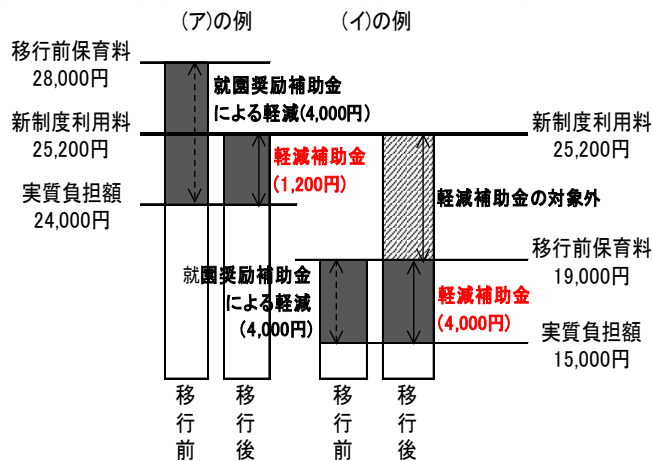 (ア)の例
(イ)の例
移行前保育料
28,000円
就園奨励補助金
による軽減(4,000円)
新制度利用料
25,200円
新制度利用料
25,200円
軽減補助金
(1,200円)
実質負担額
24,000円
軽減補助金の対象外
移行前保育料
19,000円
就園奨励補助金
による軽減
(4,000円)
軽減補助金
(4,000円)
実質負担額
15,000円
移行前
移行後
移行前
移行後